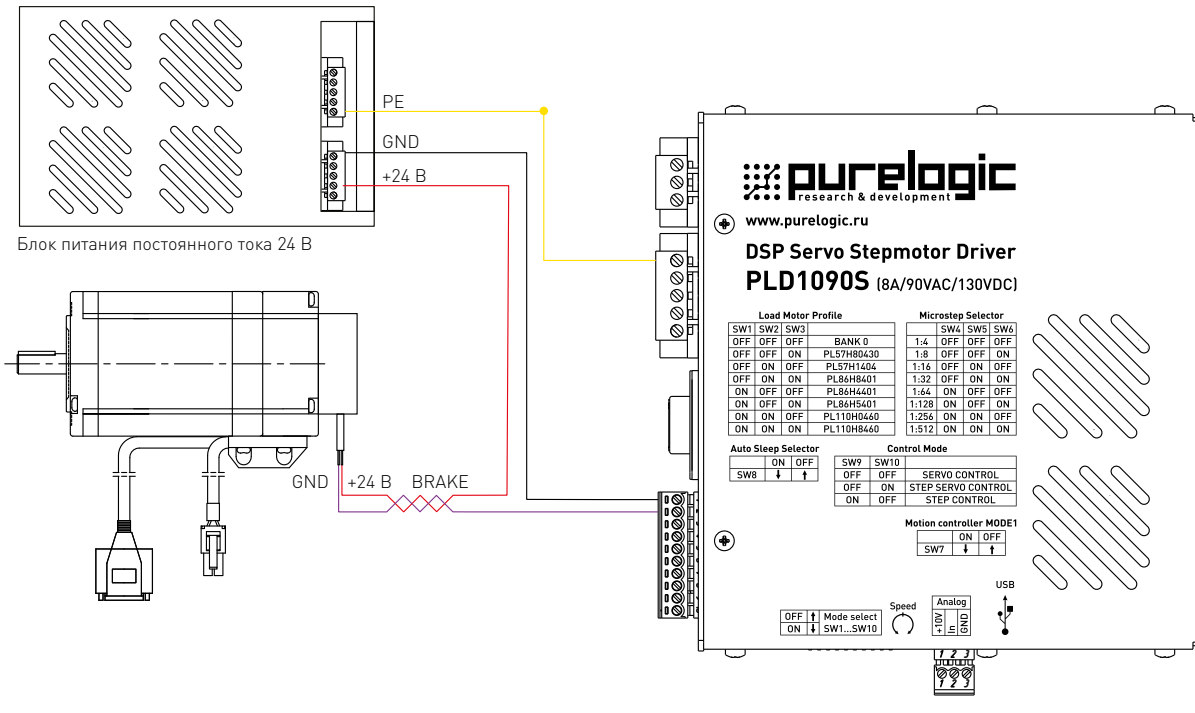 PE
GND
+24 В
Блок питания постоянного тока 24 В
GND +24 В BRAKE
purelogic
research & development
www.purelogic.ru
DSP Servo Stepmotor Driver
PLD1090S (8A/90VAC/130VDC)
Load Motor Profile
SW1 SW2 SW3
OFF OFF OFF BANK 0
OFF OFF ON PL57H80430
OFF ON OFF PL57H1404
OFF ON ON PL86H8401
ON OFF OFF PL86H4401
ON OFF ON PL86H5401
ON ON OFF PL110H0460
ON ON ON PL110H8460
Microstep Selector
SW4 SW5 SW6
1:4 OFF OFF OFF
1:8 OFF OFF ON
1:16 OFF ON OFF
1:32 OFF ON ON
1:64 ON OFF OFF
1:128 ON OFF ON
1:256 ON ON OFF
1:512 ON ON ON
Auto Sleep Selector
ON OFF
SW8 ↓ ↑
Control Mode
SW9 SW10
OFF OFF SERVO CONTROL
OFF ON STEP SERVO CONTROL
ON OFF STEP CONTROL
Motion controller MODE1
ON OFF
SW7 ↓ ↑
OFF ↑ Mode select
ON ↓ SW1...SW10
Speed
Analog
+10V
In
GND
USB
1 2 3
1 2 3